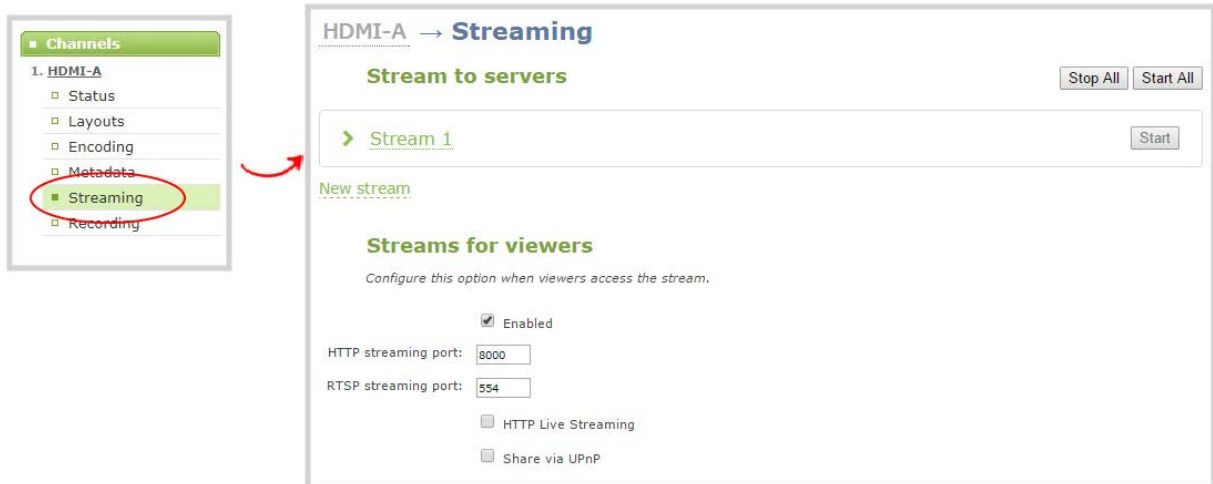 Channels
1. HDMI-A
Status
Layouts
Encoding
Metadata
Streaming
Recording
HDMI-A → Streaming
Stream to servers
Stop All Start All
Stream 1
Start
New stream
Streams for viewers
Configure this option when viewers access the stream.
Enabled
HTTP streaming port: 8000
RTSP streaming port: 554
HTTP Live Streaming
Share via UPnP